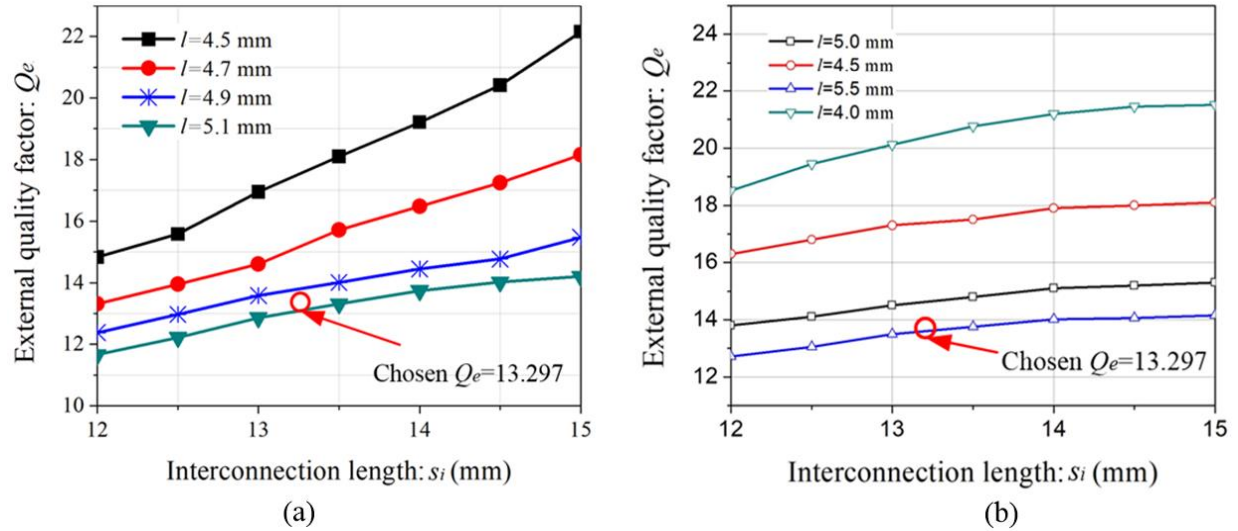 External quality factor: Qe
22
20
18
16
14
12
10
l=4.5 mm
l=4.7 mm
l=4.9 mm
l=5.1 mm
Chosen Qe=13.297
12 13 14 15
Interconnection length: si (mm)
(a)
External quality factor: Qe
24
22
20
18
16
14
12
l=5.0 mm
l=4.5 mm
l=5.5 mm
l=4.0 mm
Chosen Qe=13.297
12 13 14 15
Interconnection length: si (mm)
(b)